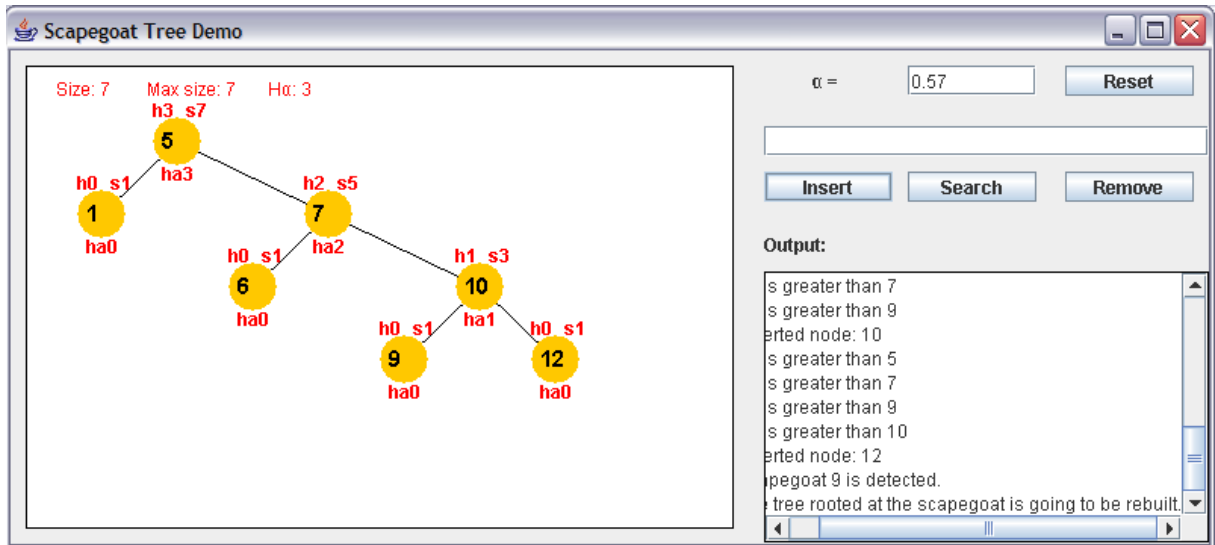 Scapegoat Tree Demo
Size: 7 Max size: 7 Hα: 3
h3 s7
5
ha3
h0 s1
1
ha0
h2 s5
7
ha2
h0 s1
6
ha0
h1 s3
10
ha1
h0 s1
9
ha0
h0 s1
12
ha0
α = 0.57 Reset
Insert Search Remove
Output:
s greater than 7
s greater than 9
erted node: 10
s greater than 5
s greater than 7
s greater than 9
s greater than 10
erted node: 12
pegoat 9 is detected.
tree rooted at the scapegoat is going to be rebuilt.